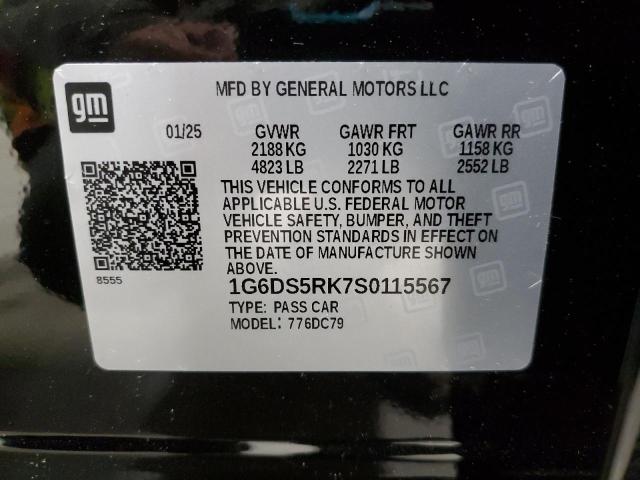 gm
MFD BY GENERAL MOTORS LLC
01/25 GVWR GAWR FRT GAWR RR
2188 KG 1030 KG 1158 KG
4823 LB 2271 LB 2552 LB
THIS VEHICLE CONFORMS TO ALL
APPLICABLE U.S. FEDERAL MOTOR
VEHICLE SAFETY, BUMPER, AND THEFT
PREVENTION STANDARDS IN EFFECT ON
THE DATE OF MANUFACTURE SHOWN
ABOVE.
8555
1G6DS5RK7S0115567
TYPE: PASS CAR
MODEL: 776DC79